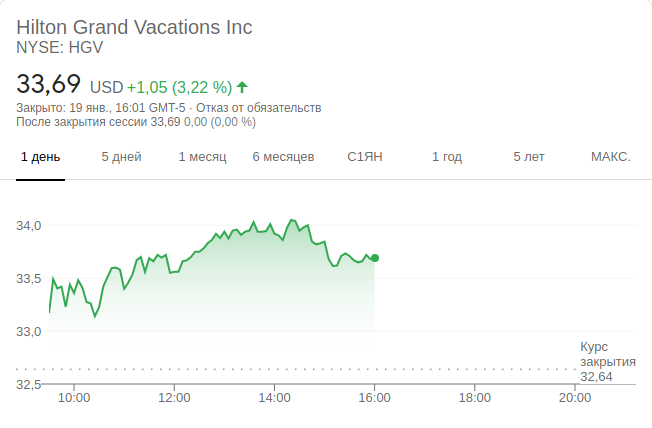 Hilton Grand Vacations Inc
NYSE: HGV
33,69 USD +1,05 (3,22 %)
Закрыто: 19 янв., 16:01 GMT-5 · Отказ от обязательств
После закрытия сессии 33,69 0,00 (0,00 %)
1 день 5 дней 1 месяц 6 месяцев С1ЯН 1 год 5 лет МАКС.
34,0
33,5
33,0
Курс
закрытия
32,64
32,5
10:00 12:00 14:00 16:00 18:00 20:00